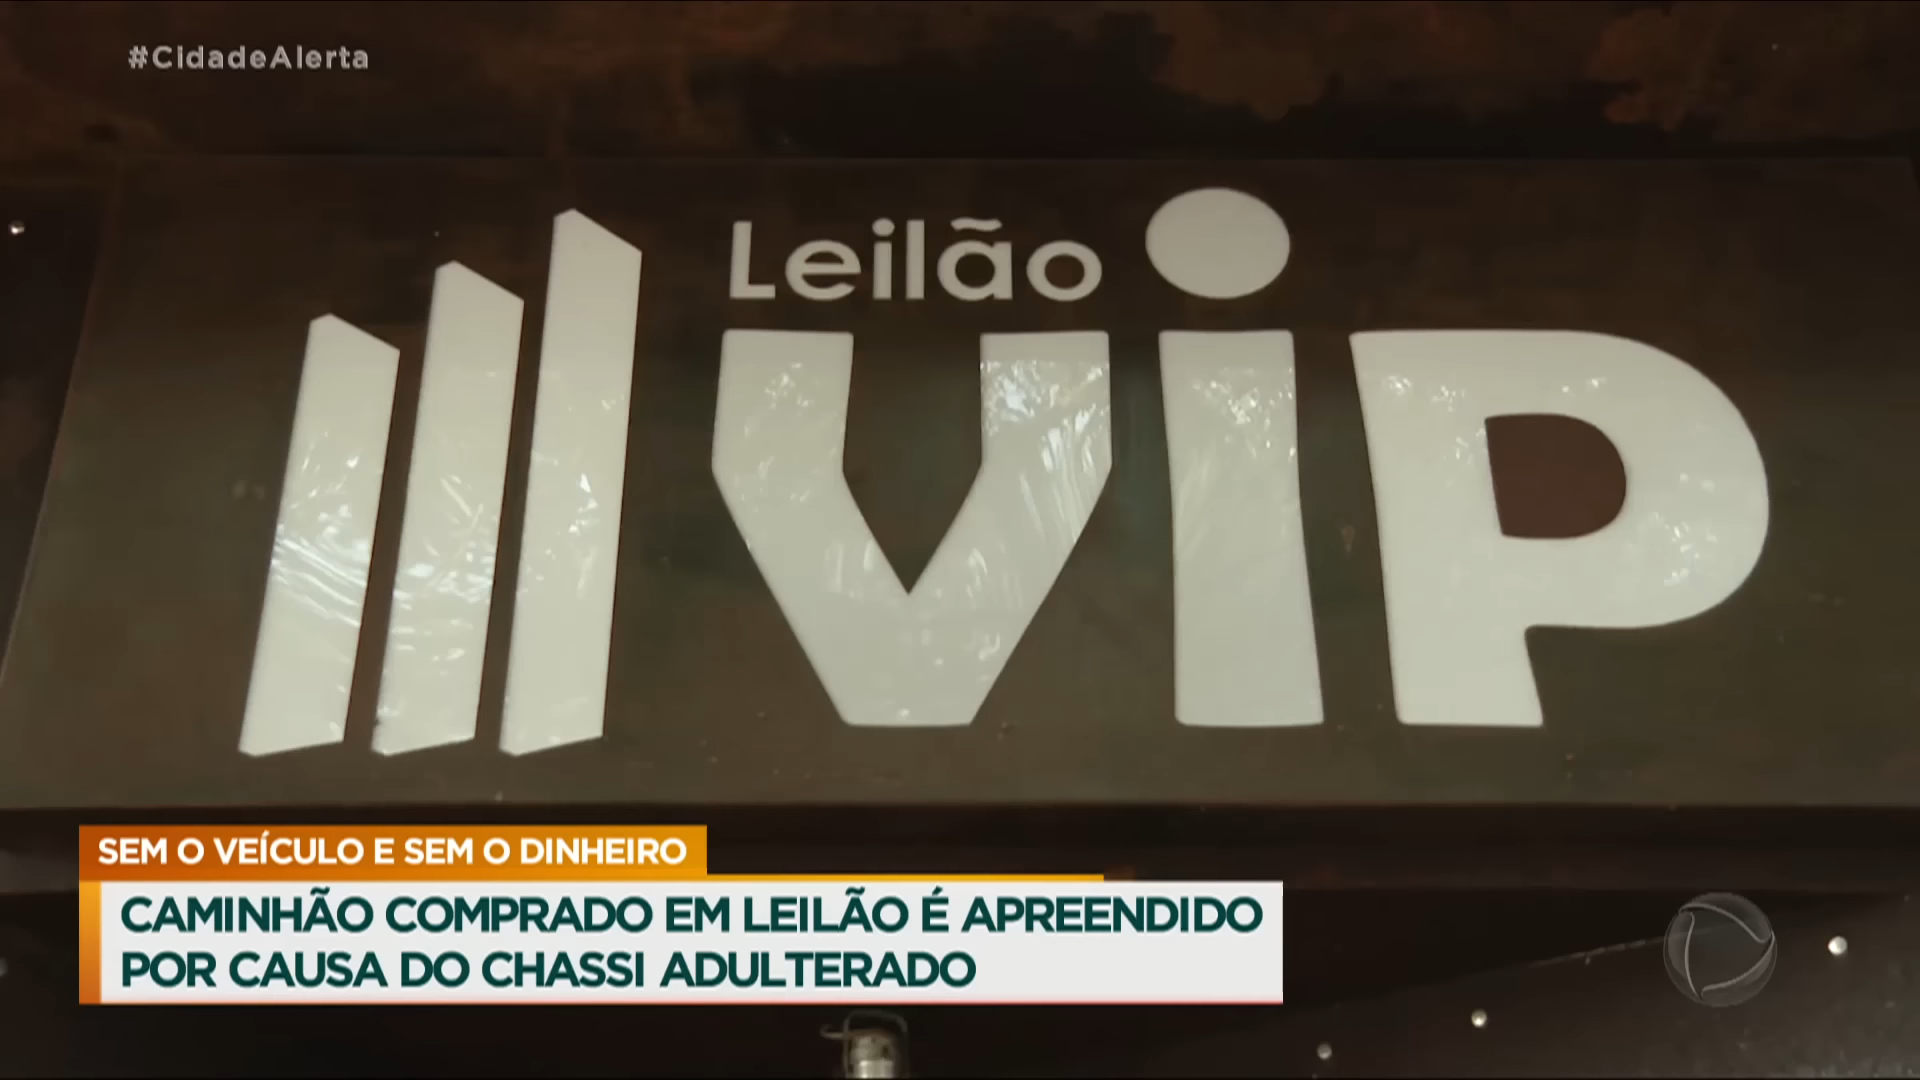 #CidadeAlerta
Leilão
ViP
SEM O VEÍCULO E SEM O DINHEIRO
CAMINHÃO COMPRADO EM LEILÃO É APREENDIDO
POR CAUSA DO CHASSI ADULTERADO